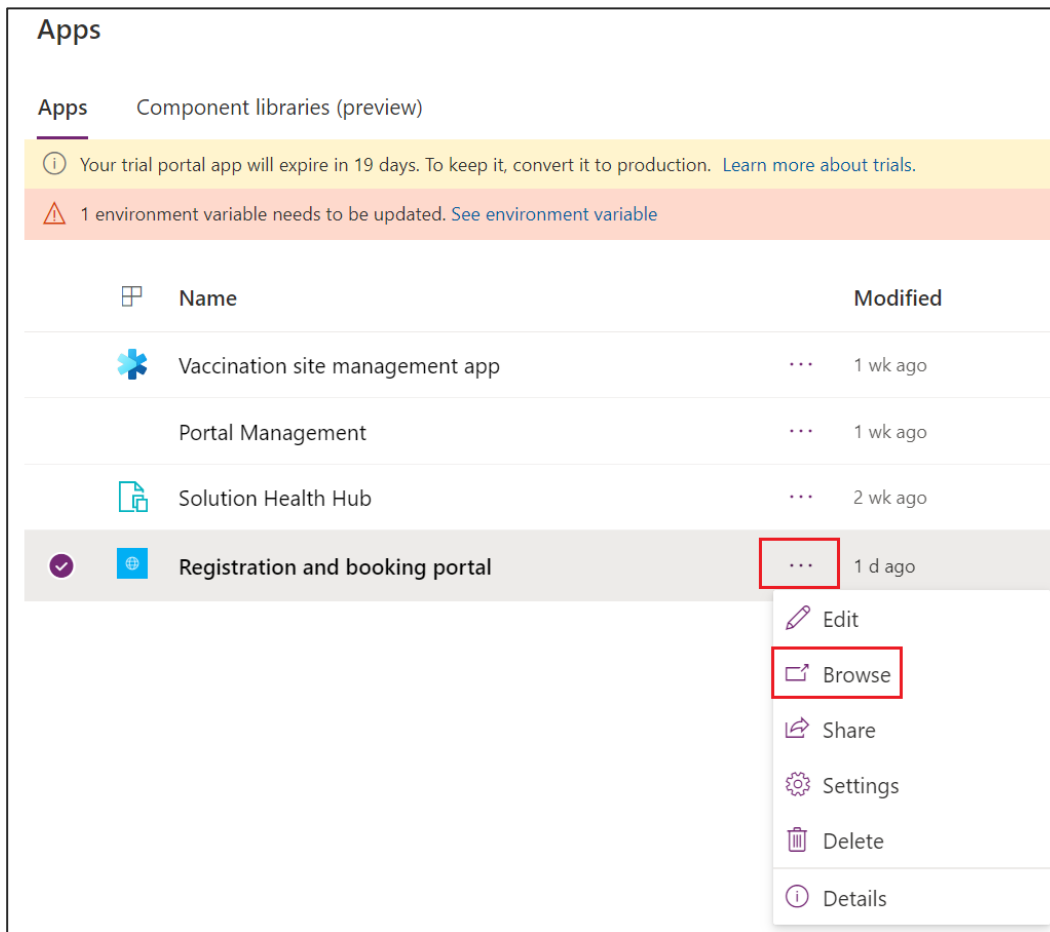 Apps
Apps Component libraries (preview)
Your trial portal app will expire in 19 days. To keep it, convert it to production. Learn more about trials.
1 environment variable needs to be updated. See environment variable
Name Modified
Vaccination site management app ... 1 wk ago
Portal Management ... 1 wk ago
Solution Health Hub ... 2 wk ago
Registration and booking portal ... 1 d ago
Edit
Browse
Share
Settings
Delete
Details